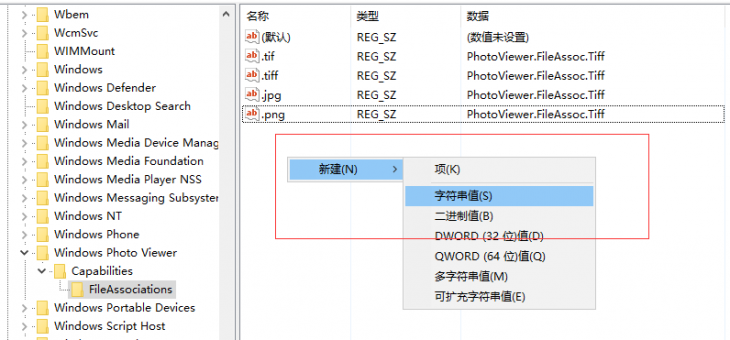 Wbem
WcmSvc
WIMMount
Windows
Windows Defender
Windows Desktop Search
Windows Mail
Windows Media Device Manag
Windows Media Foundation
Windows Media Player NSS
Windows Messaging Subsyster
Windows NT
Windows Phone
Windows Photo Viewer
Capabilities
FileAssociations
Windows Portable Devices
Windows Script Host
名称 类型 数据
ab (默认) REG_SZ (数值未设置)
ab .tif REG_SZ PhotoViewer.FileAssoc.Tiff
ab .tiff REG_SZ PhotoViewer.FileAssoc.Tiff
ab .jpg REG_SZ PhotoViewer.FileAssoc.Tiff
ab .png REG_SZ PhotoViewer.FileAssoc.Tiff
新建(N)
项(K)
字符串值(S)
二进制值(B)
DWORD (32 位)值(D)
QWORD (64 位)值(Q)
多字符串值(M)
可扩充字符串值(E)